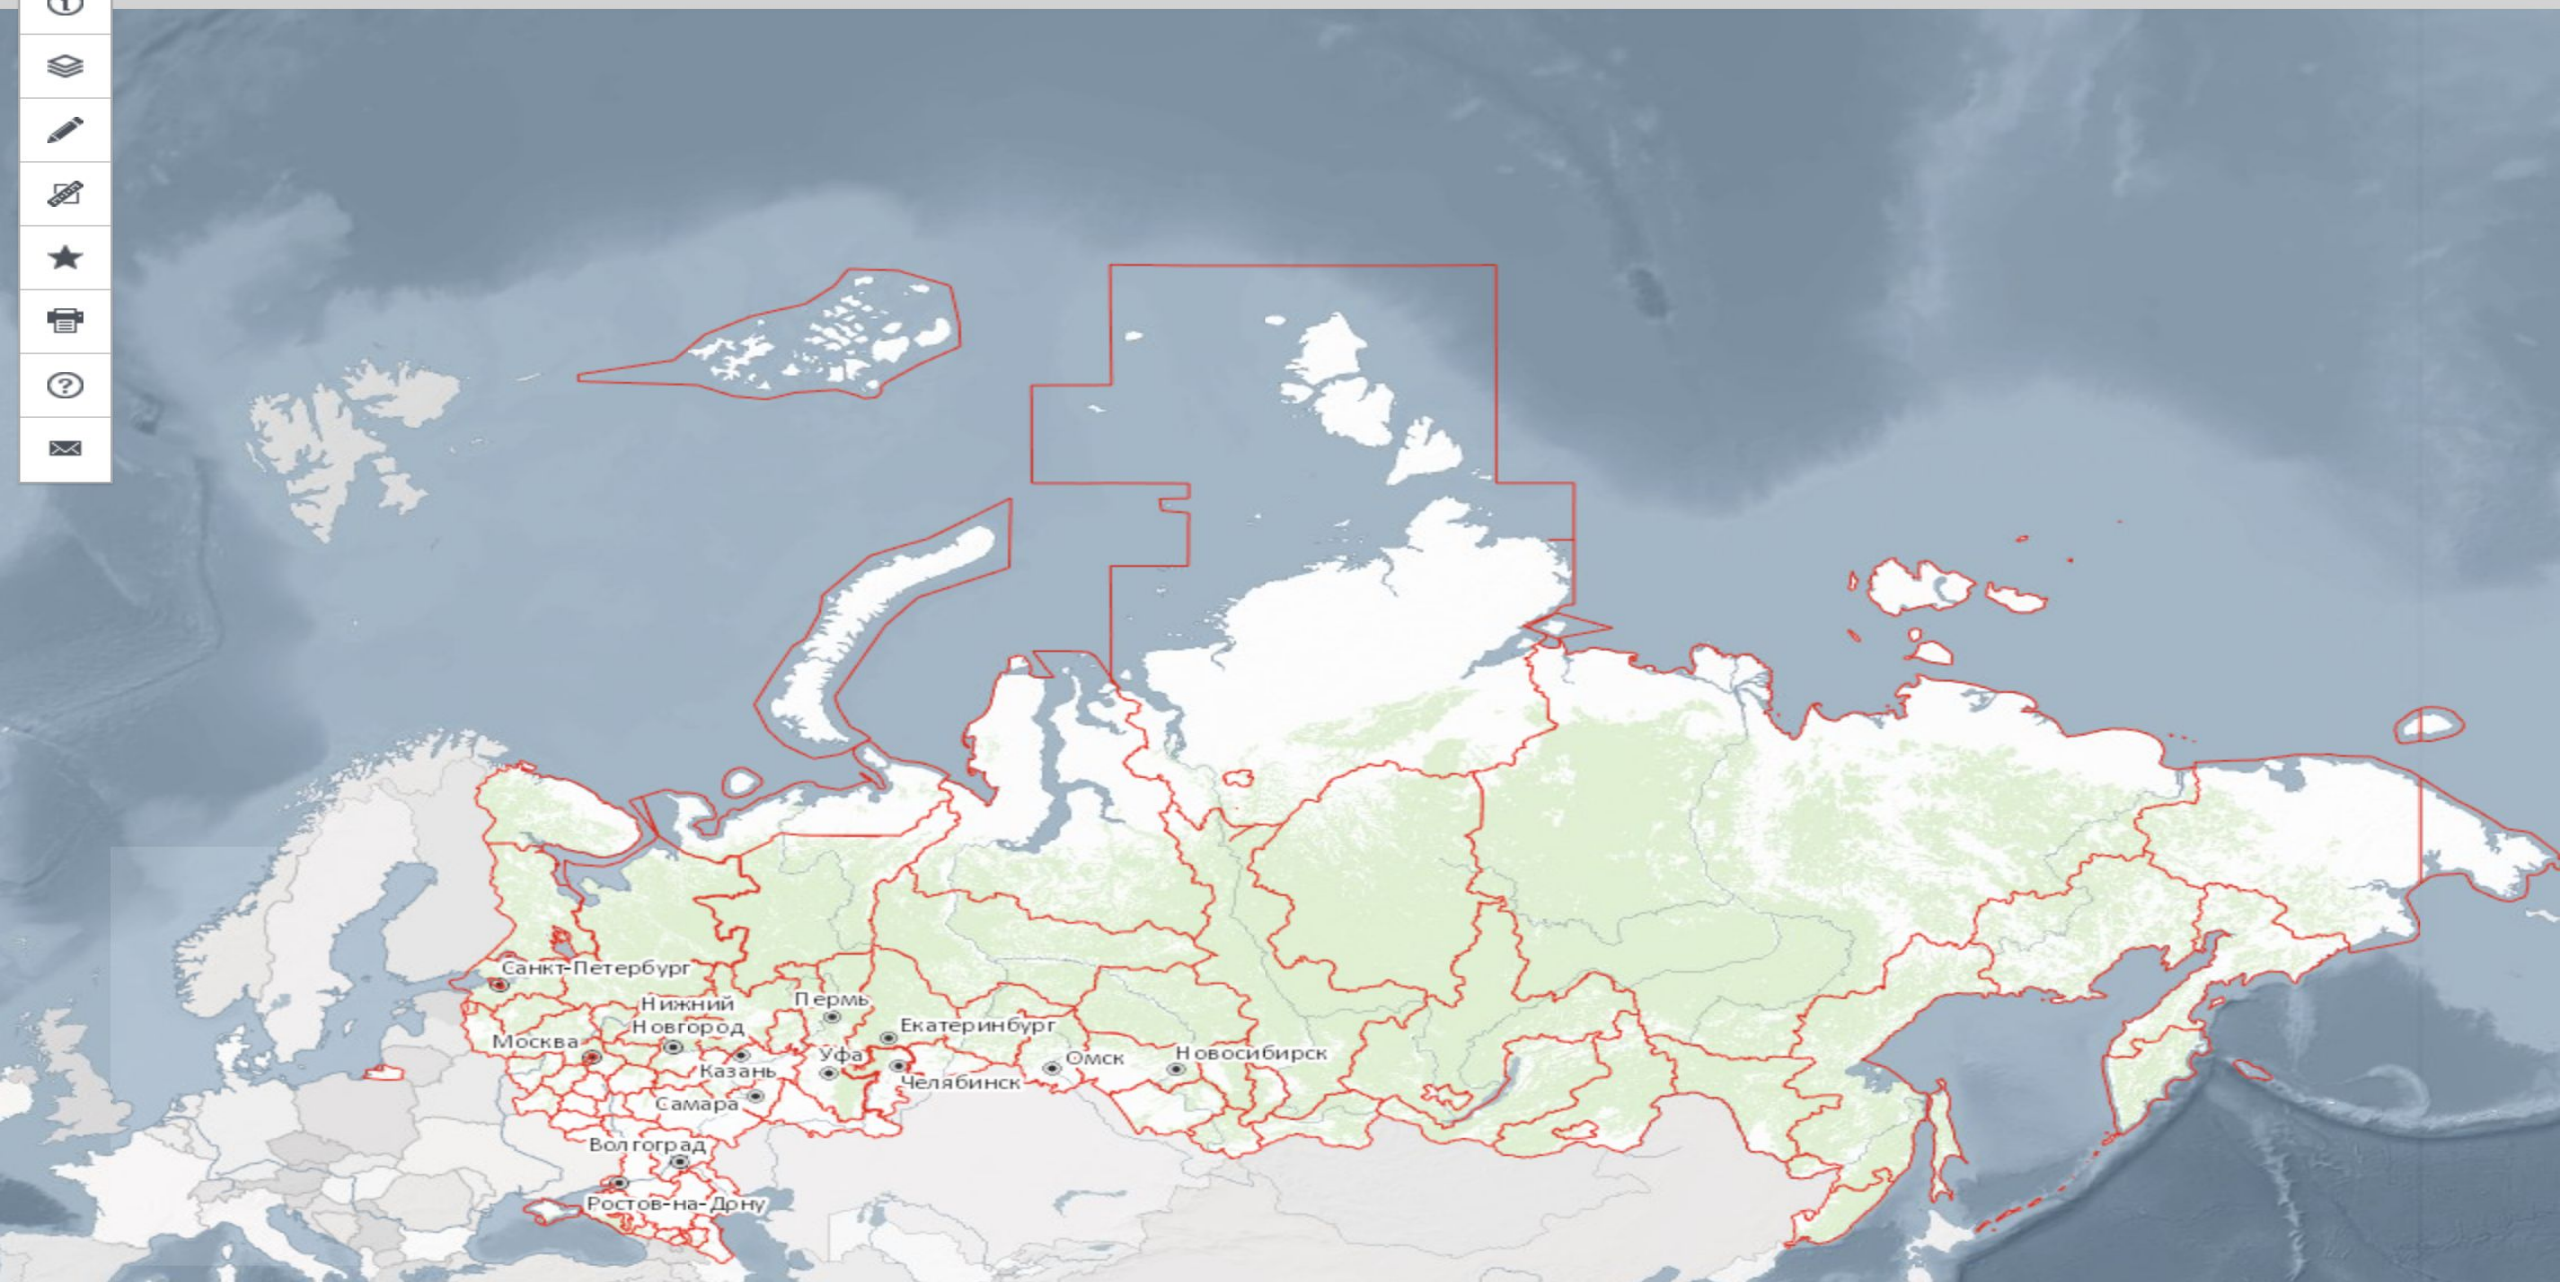 Санкт-Петербург
Нижний
Новгород
Пермь
Екатеринбург
Москва
Уфа
Омск
Новосибирск
Казань
Челябинск
Самара
Волгоград
Ростов-на-Дону